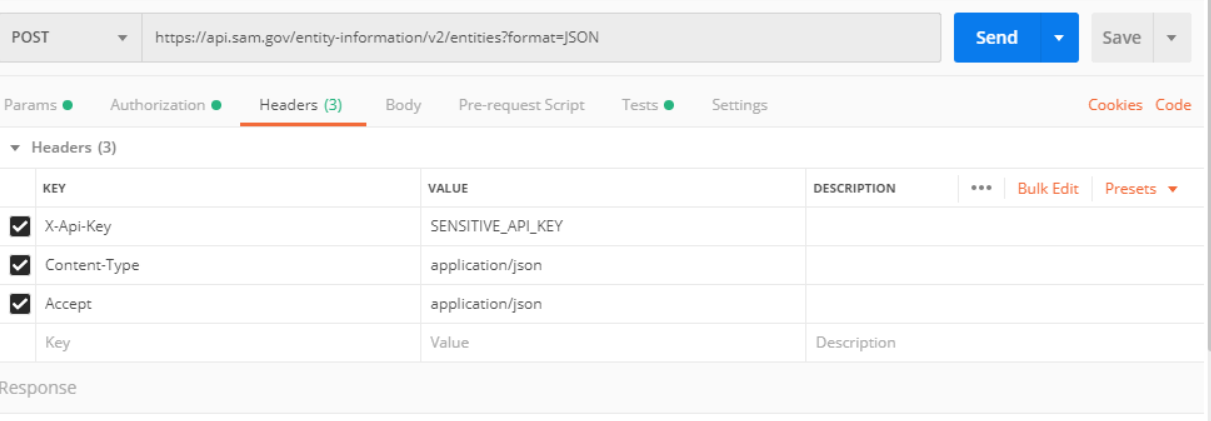 POST https://api.sam.gov/entity-information/v2/entities?format=JSON Send Save
Params Authorization Headers (3) Body Pre-request Script Tests Settings Cookies Code
Headers (3)
KEY VALUE DESCRIPTION ••• Bulk Edit Presets
X-Api-Key SENSITIVE_API_KEY
Content-Type application/json
Accept application/json
Key Value Description
Response